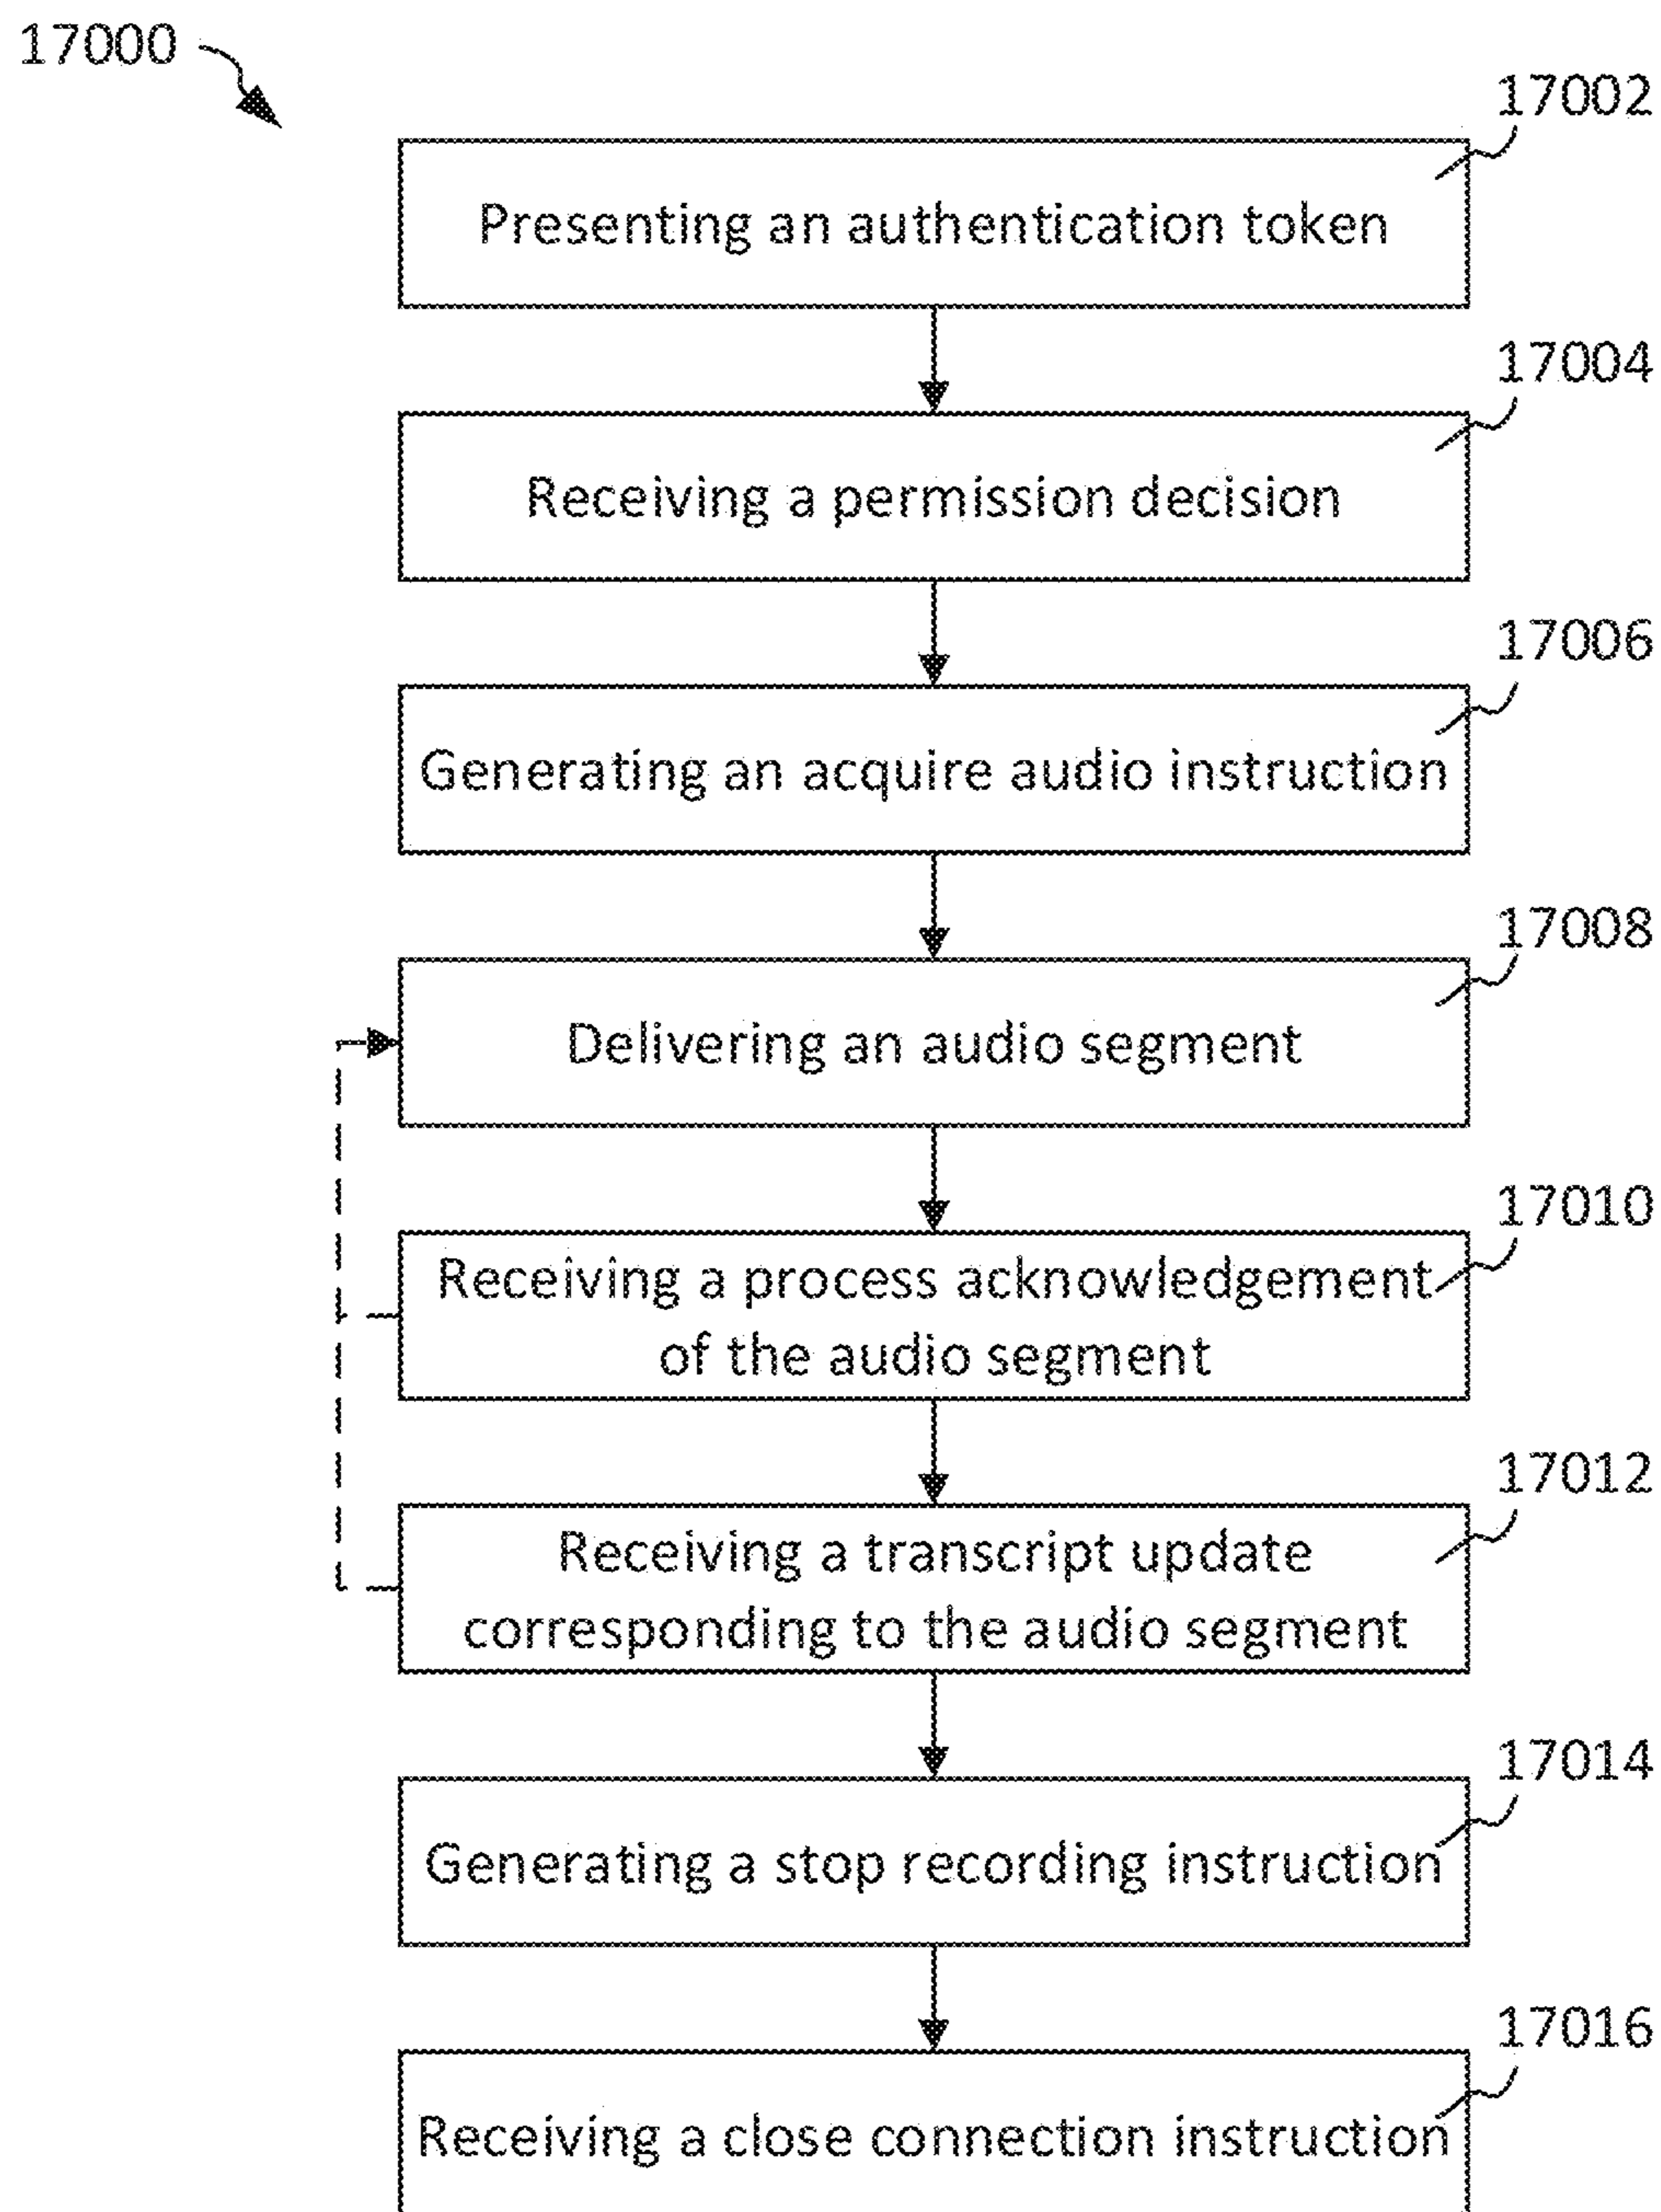 17000
17002
Presenting an authentication token
17004
Receiving a permission decision
17006
Generating an acquire audio instruction
17008
Delivering an audio segment
17010
Receiving a process acknowledgement
of the audio segment
17012
Receiving a transcript update
corresponding to the audio segment
17014
Generating a stop recording instruction
17016
Receiving a close connection instruction